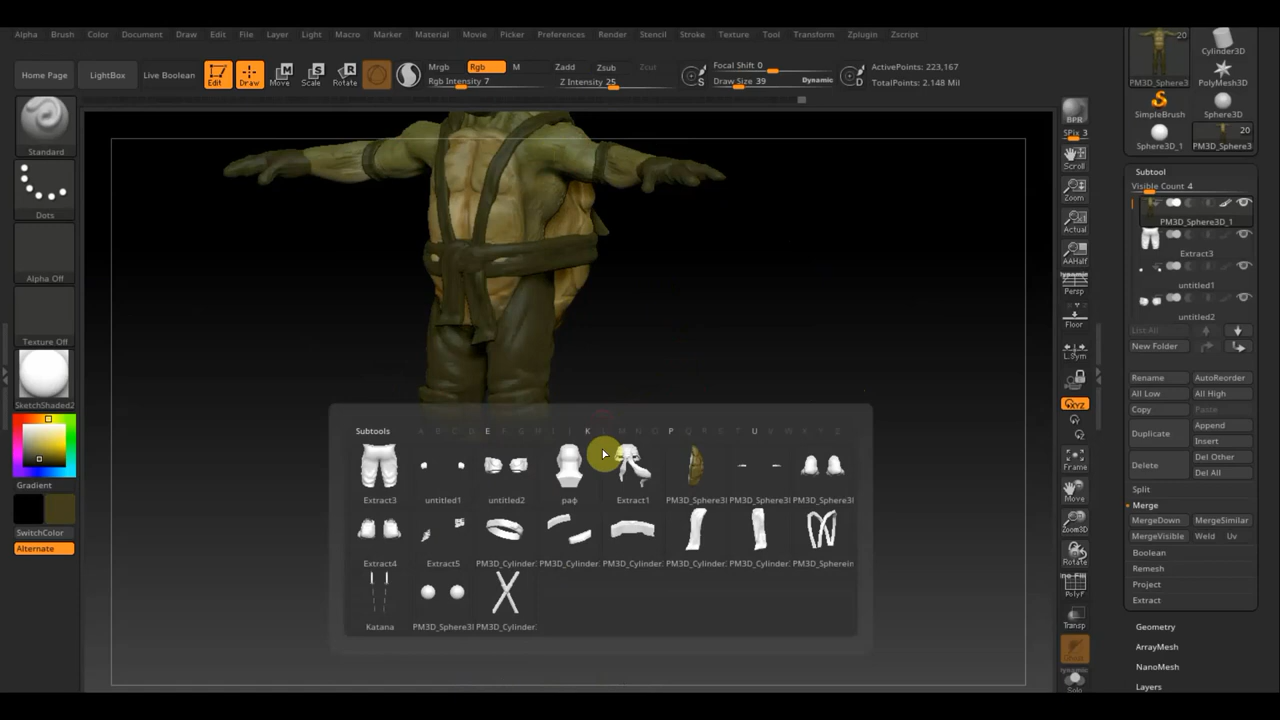 Alpha Brush Color Document Draw Edit File Layer Light Macro Marker Material Movie Picker Preferences Render Stencil Stroke Texture Tool Transform Zplugin Zscript
Home Page LightBox Live Boolean Edit Draw Move Scale Rotate
Mrgb Rgb M Zadd Zsub Zcut
Rgb Intensity 7 Z Intensity 25
Focal Shift 0
Draw Size 39 Dynamic
ActivePoints: 223,167
TotalPoints: 2.148 Mil
Standard
Dots
Alpha Off
Texture Off
SketchShaded2
Gradient
SwitchColor
Alternate
Subtools A B C D E F G H I J K L M N O P Q R S T U V W X Y Z
Extract3 untitled1 untitled2 раф Extract1 PM3D_Sphere3I PM3D_Sphere3I PM3D_Sphere3I
Extract4 Extract5 PM3D_Cylinder: PM3D_Cylinder: PM3D_Cylinder: PM3D_Cylinder: PM3D_Cylinder: PM3D_Spherein
Katana PM3D_Sphere3I PM3D_Cylinder:
BPR
SPix 3
Scroll
Zoom
Actual
AAHalf
dynamic
Persp
Floor
L.Sym
XYZ
Frame
Move
Zoom3D
Rotate
PolyF
Transp
Solo
20
Cylinder3D
PM3D_Sphere3 PolyMesh3D
SimpleBrush Sphere3D
20
Sphere3D_1 PM3D_Sphere3
Subtool
Visible Count 4
PM3D_Sphere3D_1
Extract3
untitled1
untitled2
List All
New Folder
Rename AutoReorder
All Low All High
Copy Paste
Duplicate Append
Insert
Delete Del Other
Del All
Split
Merge
MergeDown MergeSimilar
MergeVisible Weld Uv
Boolean
Remesh
Project
Extract
Geometry
ArrayMesh
NanoMesh
Layers